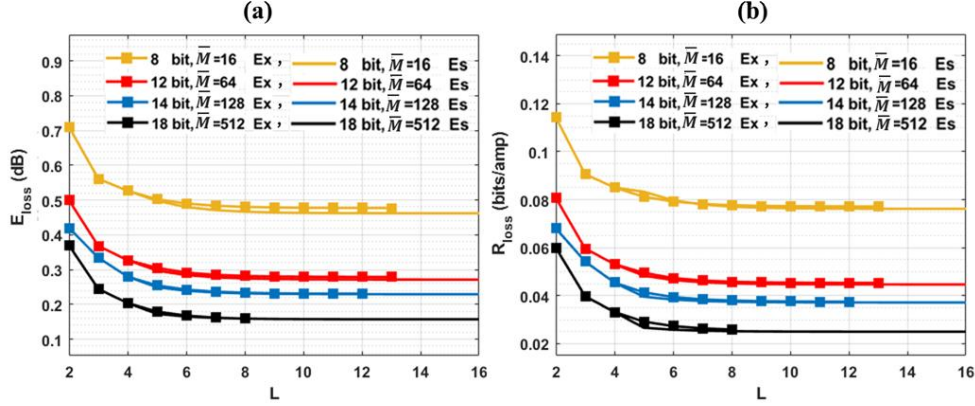 (a)
(b)
8 bit, M̅=16 Ex ,
8 bit, M̅=16 Es
12 bit, M̅=64 Ex ,
12 bit, M̅=64 Es
14 bit, M̅=128 Ex ,
14 bit, M̅=128 Es
18 bit, M̅=512 Ex ,
18 bit, M̅=512 Es
0.9
0.8
0.7
0.6
0.5
0.4
0.3
0.2
0.1
E_loss (dB)
2 4 6 8 10 12 14 16
L
8 bit, M̅=16 Ex ,
8 bit, M̅=16 Es
12 bit, M̅=64 Ex ,
12 bit, M̅=64 Es
14 bit, M̅=128 Ex ,
14 bit, M̅=128 Es
18 bit, M̅=512 Ex ,
18 bit, M̅=512 Es
0.14
0.12
0.1
0.08
0.06
0.04
0.02
R_loss (bits/amp)
2 4 6 8 10 12 14 16
L